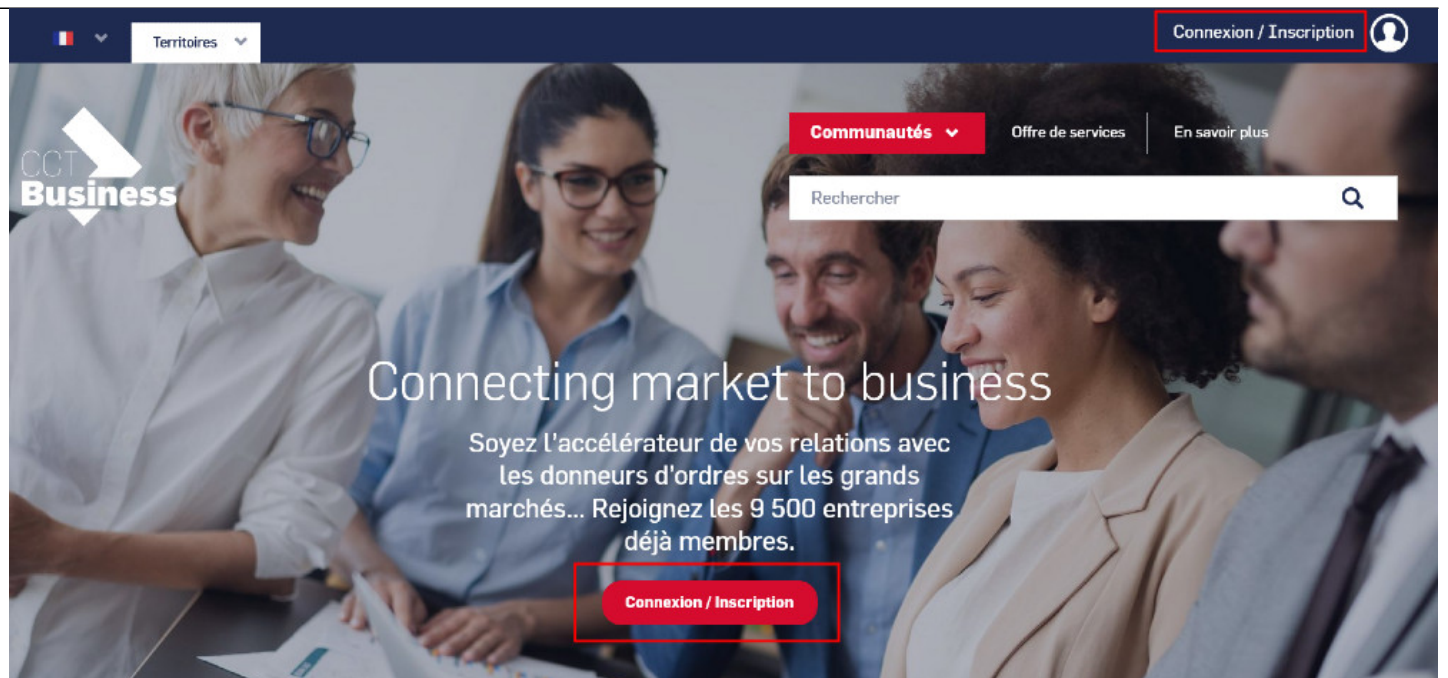 Territoires
Connexion / Inscription
CCT
Business
Communautés
Offre de services
En savoir plus
Rechercher
Connecting market to business
Soyez l'accélérateur de vos relations avec
les donneurs d'ordres sur les grands
marchés... Rejoignez les 9 500 entreprises
déjà membres.
Connexion / Inscription